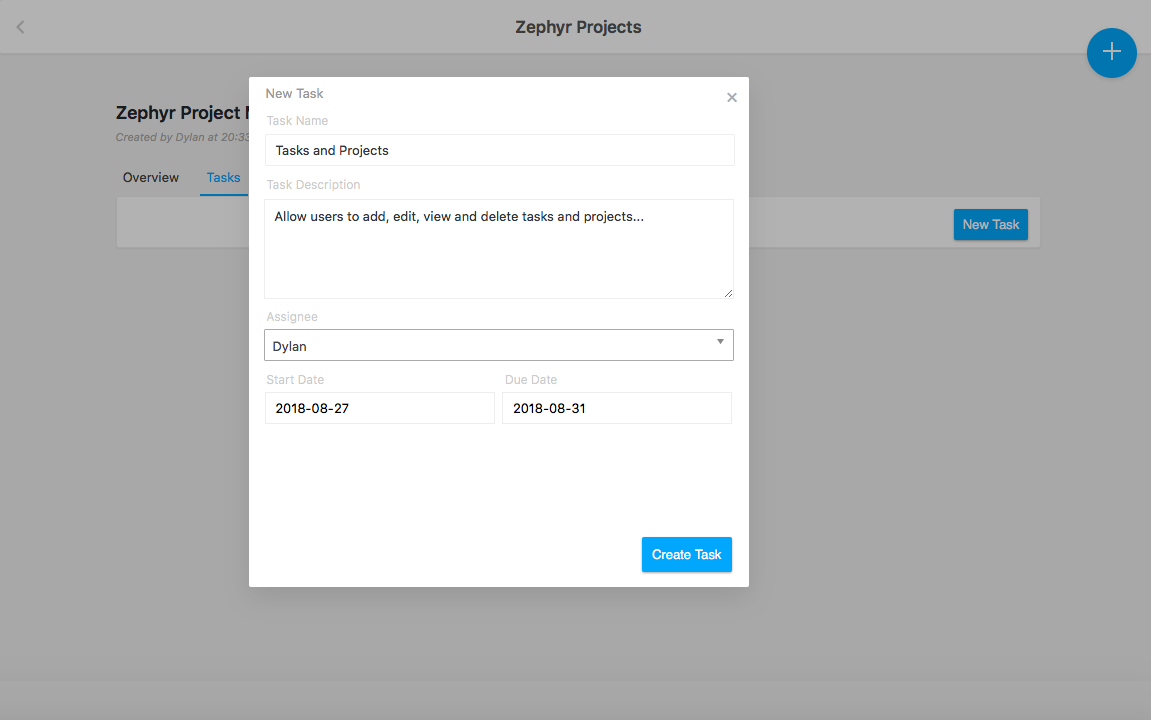 Zephyr Projects
Zephyr Project
Created by Dylan at 20:33
Overview
Tasks
New Task
New Task
Task Name
Tasks and Projects
Task Description
Allow users to add, edit, view and delete tasks and projects...
Assignee
Dylan
Start Date
Due Date
2018-08-27
2018-08-31
Create Task